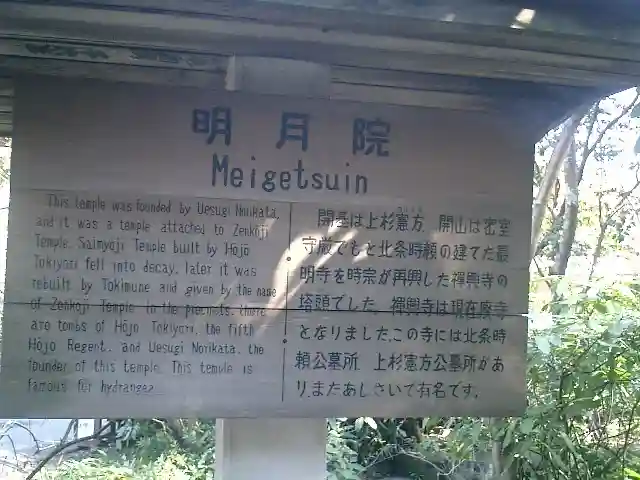 明月院
Meigetsuin
This temple was founded by Uesugi Norikata,
and it was a temple attached to Zenkoji
Temple. Saimyoji Temple built by Hojo
Tokiyori fell into decay, later it was
rebuilt by Tokimune and given by the name
of Zenkoji Temple. In the precincts, there
are tombs of Hojo Tokiyori, the fifth
Hojo Regent, and Uesugi Norikata, the
founder of this temple. This temple is
famous for hydrangea.
開基は上杉憲方、開山は密室
守厳でもと北条時頼の建てた最
明寺を時宗が再興した禅興寺の
塔頭でした。禅興寺は現在廃寺
となりました。この寺には北条時
頼公墓所、上杉憲方公墓所があ
り、またあじさいで有名です。